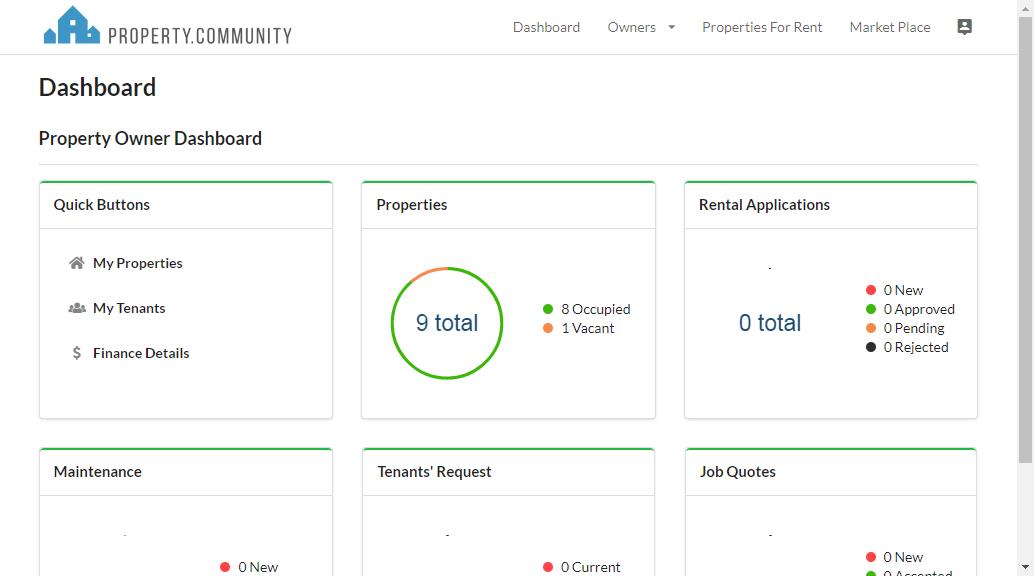 PROPERTY.COMMUNITY
Dashboard Owners Properties For Rent Market Place
Dashboard
Property Owner Dashboard
Quick Buttons
My Properties
My Tenants
Finance Details
Properties
9 total
8 Occupied
1 Vacant
Rental Applications
0 total
0 New
0 Approved
0 Pending
0 Rejected
Maintenance
0 New
Tenants' Request
0 Current
Job Quotes
0 New
0 Accepted